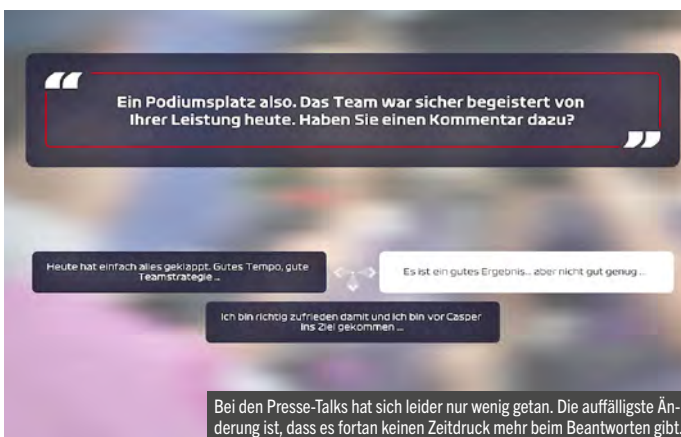 Ein Podiumsplatz also. Das Team war sicher begeistert von
Ihrer Leistung heute. Haben Sie einen Kommentar dazu?
Heute hat einfach alles geklappt. Gutes Tempo, gute
Teamstrategie ...
Es ist ein gutes Ergebnis... aber nicht gut genug ...
Ich bin richtig zufrieden damit und ich bin vor Casper
ins Ziel gekommen ...
Bei den Presse-Talks hat sich leider nur wenig getan. Die auffälligste Än-
derung ist, dass es fortan keinen Zeitdruck mehr beim Beantworten gibt.